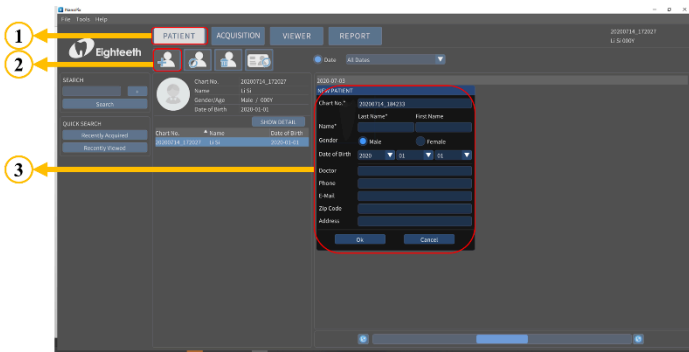 File Tools Help
1
PATIENT ACQUISITION VIEWER REPORT
20200714_172027
Li Si 000Y
2
Eighteeth
Date All Dates
SEARCH
Search
QUICK SEARCH
Recently Acquired
Recently Viewed
Chart No. 20200714_172027
Name Li Si
Gender/Age Male / 000Y
Date of Birth 2020-01-01
SHOW DETAIL
Chart No. Name Date of Birth
20200714_172027 Li Si 2020-01-01
2020-07-03
3
NEW PATIENT
Chart No.* 20200714_184233
Last Name* First Name
Name*
Gender Male Female
Date of Birth 2020 01 01
Doctor
Phone
E-Mail
Zip Code
Address
Ok Cancel